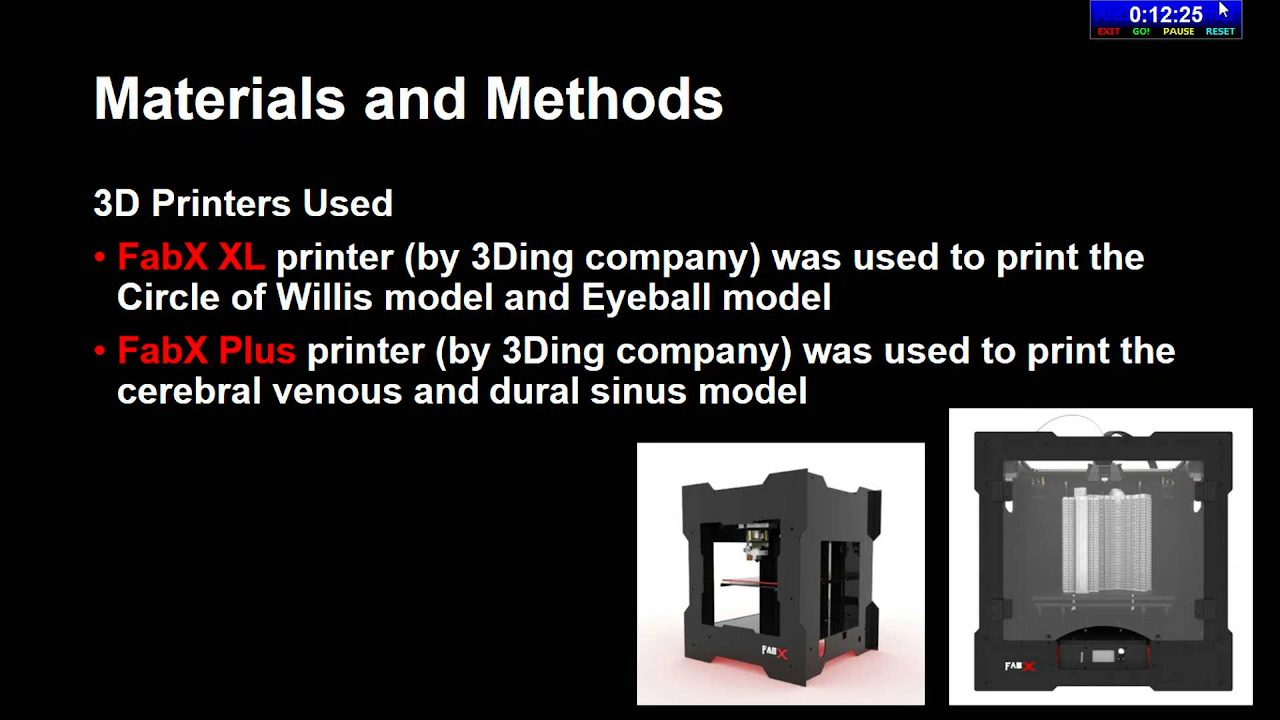 0:12:25
EXIT GO! PAUSE RESET
Materials and Methods
3D Printers Used
• FabX XL printer (by 3Ding company) was used to print the
Circle of Willis model and Eyeball model
• FabX Plus printer (by 3Ding company) was used to print the
cerebral venous and dural sinus model
FABX
FABX